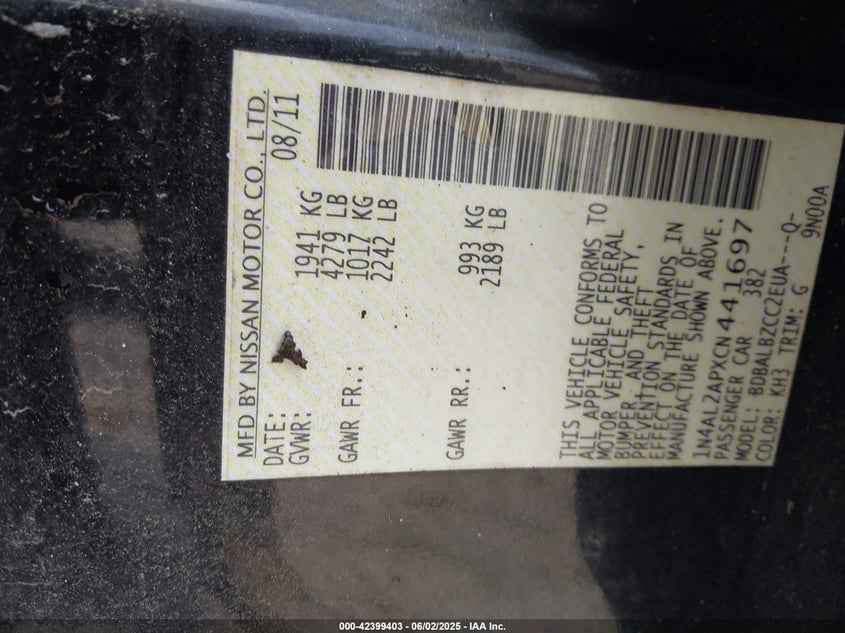 MFD BY NISSAN MOTOR CO., LTD.
DATE: 08/11
GVWR: 1941 KG
4279 LB
GAWR FR.: 1017 KG
2242 LB
GAWR RR.: 993 KG
2189 LB
THIS VEHICLE CONFORMS TO
ALL APPLICABLE FEDERAL
MOTOR VEHICLE SAFETY,
BUMPER, AND THEFT
PREVENTION STANDARDS IN
EFFECT ON THE DATE OF
MANUFACTURE SHOWN ABOVE.
1N4AL2APXCN441697
PASSENGER CAR 382
MODEL: BDBALBZCC2EUA---Q-
COLOR: KH3 TRIM: G 9N00A
000-42399403 - 06/02/2025 - IAA Inc.